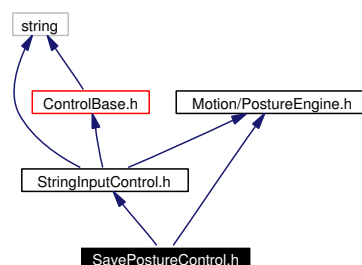 string
ControlBase.h
Motion/PostureEngine.h
StringInputControl.h
SavePostureControl.h